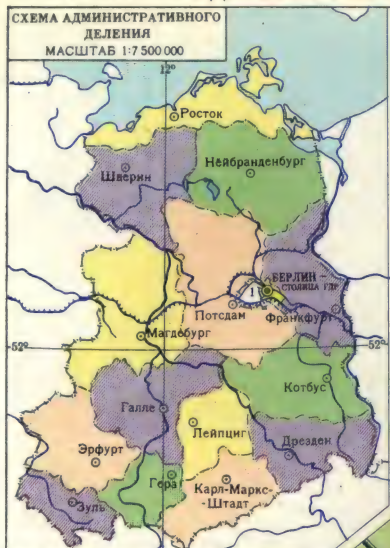 СХЕМА АДМИНИСТРАТИВНОГО
ДЕЛЕНИЯ
МАСШТАБ 1:7 500 000
12°
Росток
Шверин
Нейбранденбург
БЕРЛИН –
СТОЛИЦА ГДР
1
Потсдам
Франкфурт
Магдебург
52°
52°
Котбус
Галле
Лейпциг
Дрезден
Эрфурт
Гера
Карл-Маркс-
-Штадт
Зуль